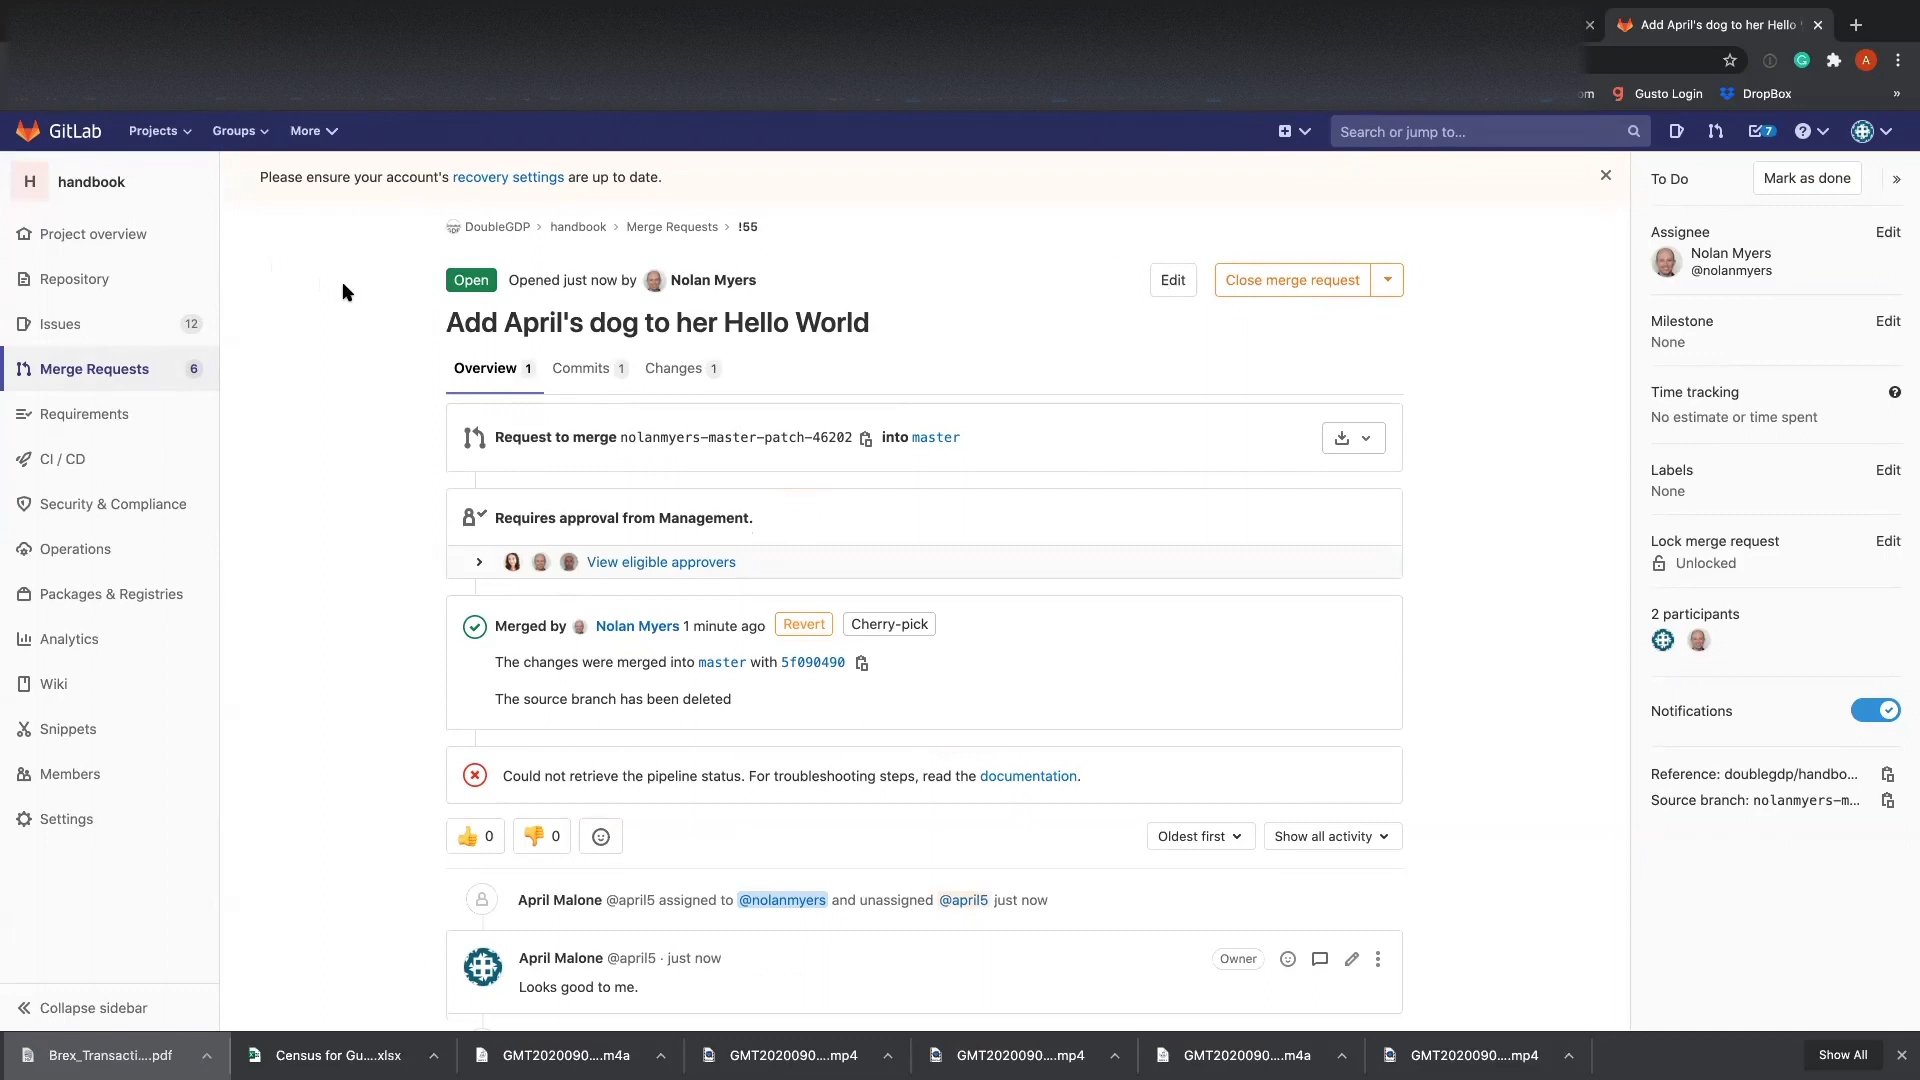 Add April's dog to her Hello
om Gusto Login DropBox »
GitLab Projects Groups More Search or jump to... 7
H handbook
Project overview
Repository
Issues 12
Merge Requests 6
Requirements
CI / CD
Security & Compliance
Operations
Packages & Registries
Analytics
Wiki
Snippets
Members
Settings
Collapse sidebar
Please ensure your account's recovery settings are up to date.
DoubleGDP > handbook > Merge Requests > !55
Open Opened just now by Nolan Myers Edit Close merge request
Add April's dog to her Hello World
Overview 1 Commits 1 Changes 1
Request to merge nolanmyers-master-patch-46202 into master
Requires approval from Management.
View eligible approvers
Merged by Nolan Myers 1 minute ago Revert Cherry-pick
The changes were merged into master with 5f090490
The source branch has been deleted
Could not retrieve the pipeline status. For troubleshooting steps, read the documentation.
👍 0 👎 0 Oldest first Show all activity
April Malone @april5 assigned to @nolanmyers and unassigned @april5 just now
April Malone @april5 · just now Owner
Looks good to me.
To Do Mark as done »
Assignee Edit
Nolan Myers
@nolanmyers
Milestone Edit
None
Time tracking
No estimate or time spent
Labels Edit
None
Lock merge request Edit
Unlocked
2 participants
Notifications
Reference: doublegdp/handbo...
Source branch: nolanmyers-m...
Brex_Transacti....pdf Census for Gu....xlsx GMT2020090....m4a GMT2020090....mp4 GMT2020090....mp4 GMT2020090....m4a GMT2020090....mp4 Show All
A